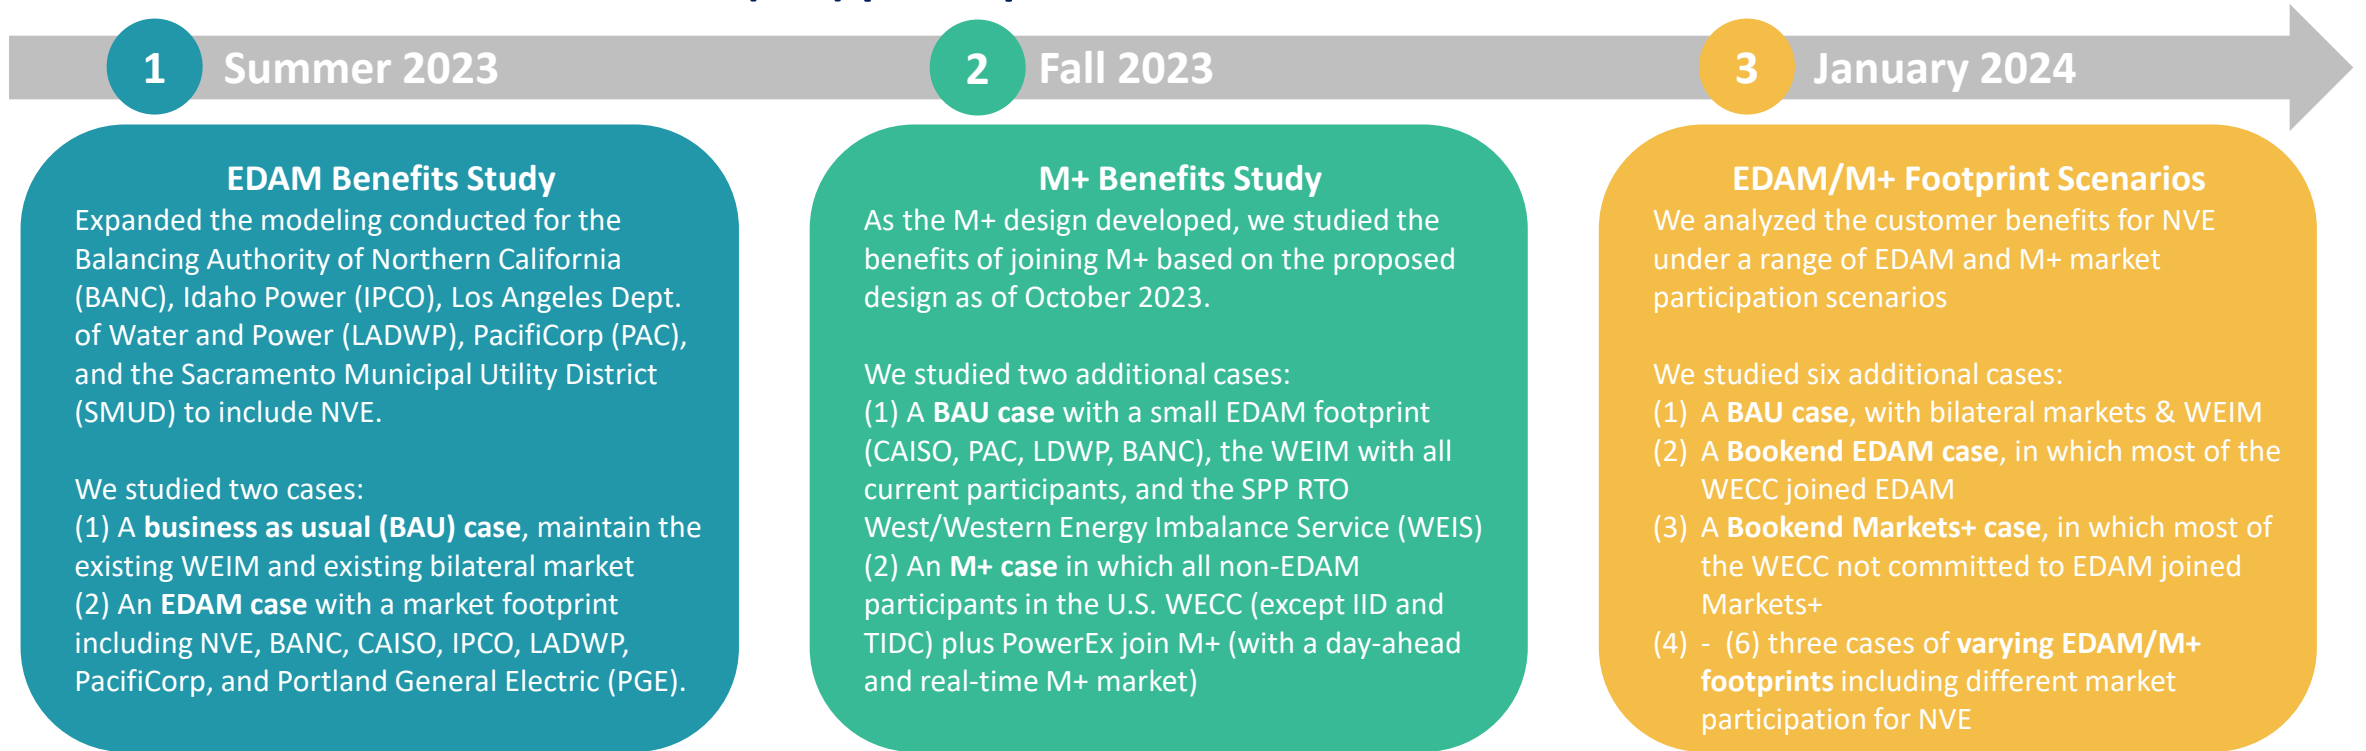 1 Summer 2023
2 Fall 2023
3 January 2024
EDAM Benefits Study
Expanded the modeling conducted for the
Balancing Authority of Northern California
(BANC), Idaho Power (IPCO), Los Angeles Dept.
of Water and Power (LADWP), PacifiCorp (PAC),
and the Sacramento Municipal Utility District
(SMUD) to include NVE.
We studied two cases:
(1) A business as usual (BAU) case, maintain the
existing WEIM and existing bilateral market
(2) An EDAM case with a market footprint
including NVE, BANC, CAISO, IPCO, LADWP,
PacifiCorp, and Portland General Electric (PGE).
M+ Benefits Study
As the M+ design developed, we studied the
benefits of joining M+ based on the proposed
design as of October 2023.
We studied two additional cases:
(1) A BAU case with a small EDAM footprint
(CAISO, PAC, LDWP, BANC), the WEIM with all
current participants, and the SPP RTO
West/Western Energy Imbalance Service (WEIS)
(2) An M+ case in which all non-EDAM
participants in the U.S. WECC (except IID and
TIDC) plus PowerEx join M+ (with a day-ahead
and real-time M+ market)
EDAM/M+ Footprint Scenarios
We analyzed the customer benefits for NVE
under a range of EDAM and M+ market
participation scenarios
We studied six additional cases:
(1) A BAU case, with bilateral markets & WEIM
(2) A Bookend EDAM case, in which most of the
WECC joined EDAM
(3) A Bookend Markets+ case, in which most of
the WECC not committed to EDAM joined
Markets+
(4) - (6) three cases of varying EDAM/M+
footprints including different market
participation for NVE